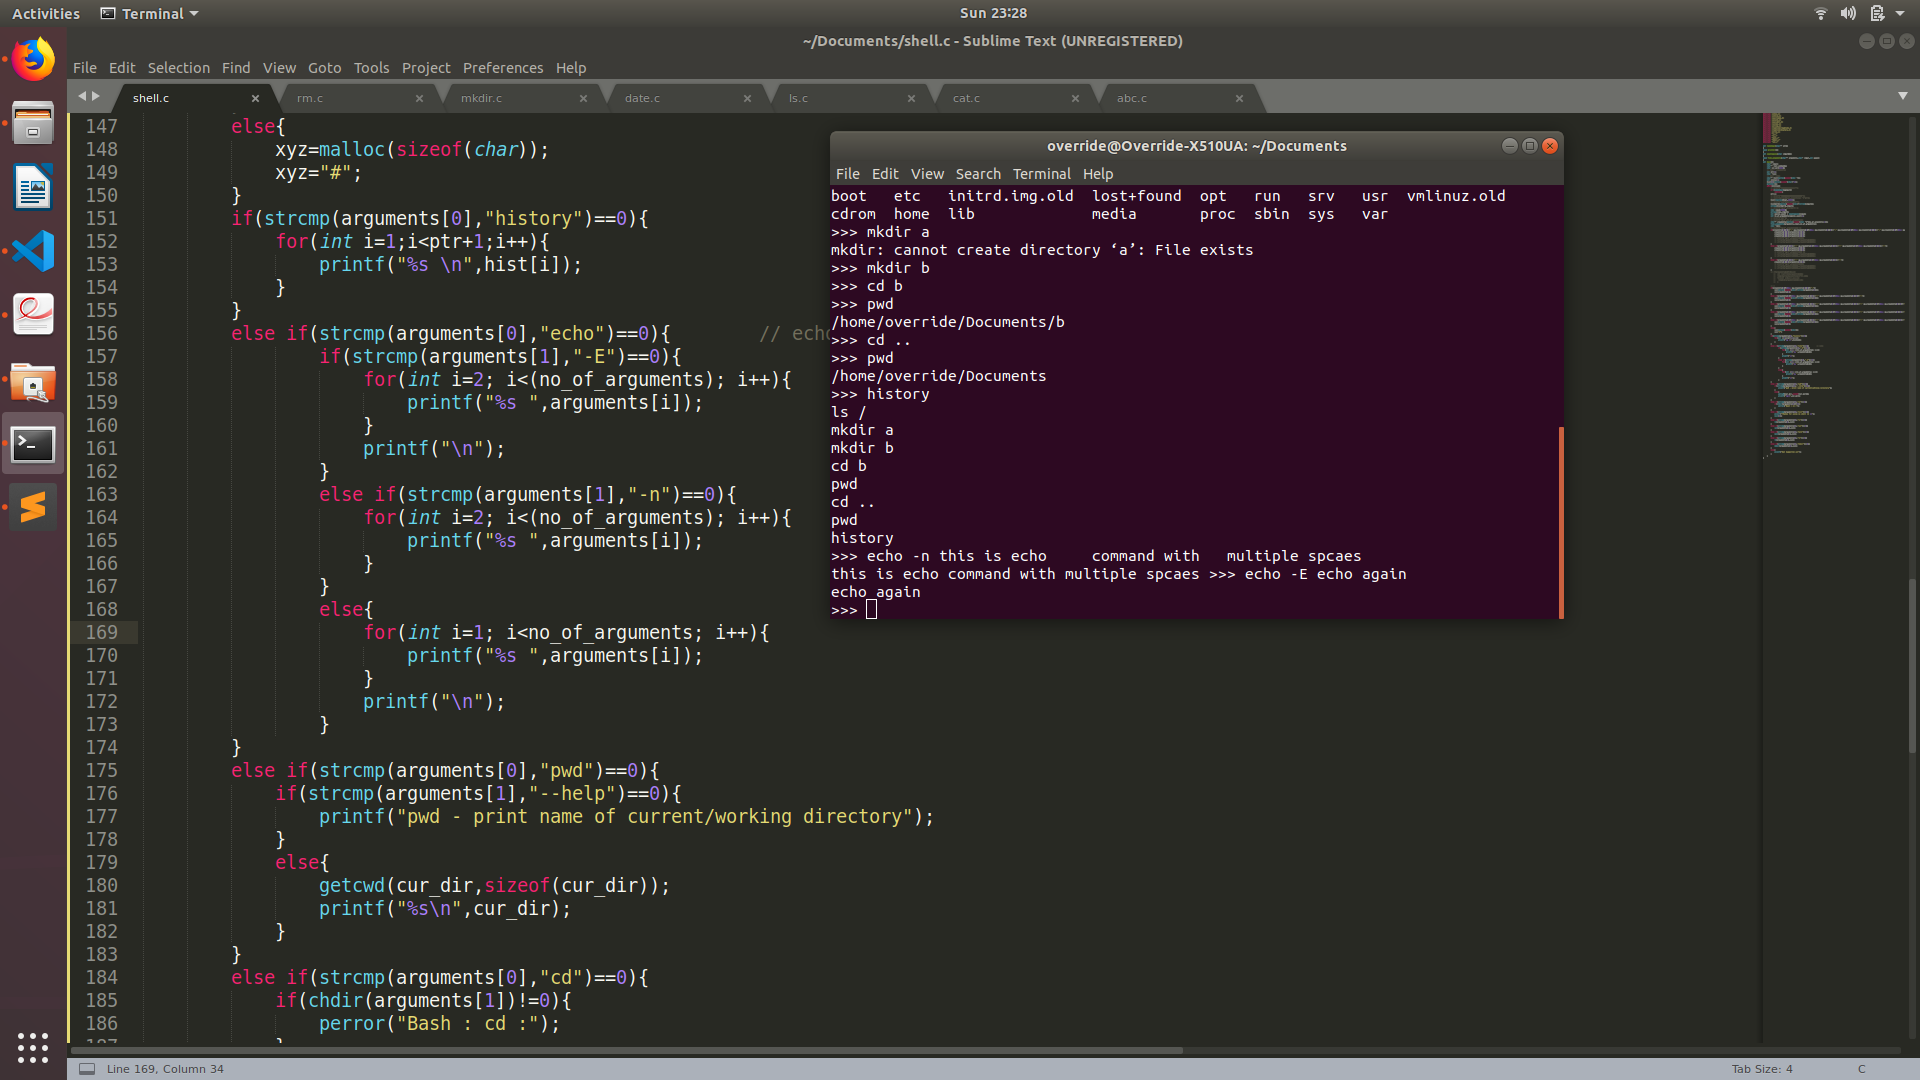 Activities Terminal Sun 23:28
~/Documents/shell.c - Sublime Text (UNREGISTERED)
File Edit Selection Find View Goto Tools Project Preferences Help
shell.c rm.c mkdir.c date.c ls.c cat.c abc.c
147 else{
148 xyz=malloc(sizeof(char));
149 xyz="#";
150 }
151 if(strcmp(arguments[0],"history")==0){
152 for(int i=1;i<ptr+1;i++){
153 printf("%s \n",hist[i]);
154 }
155 }
156 else if(strcmp(arguments[0],"echo")==0){ // echo
157 if(strcmp(arguments[1],"-E")==0){
158 for(int i=2; i<(no_of_arguments); i++){
159 printf("%s ",arguments[i]);
160 }
161 printf("\n");
162 }
163 else if(strcmp(arguments[1],"-n")==0){
164 for(int i=2; i<(no_of_arguments); i++){
165 printf("%s ",arguments[i]);
166 }
167 }
168 else{
169 for(int i=1; i<no_of_arguments; i++){
170 printf("%s ",arguments[i]);
171 }
172 printf("\n");
173 }
174 }
175 else if(strcmp(arguments[0],"pwd")==0){
176 if(strcmp(arguments[1],"--help")==0){
177 printf("pwd - print name of current/working directory");
178 }
179 else{
180 getcwd(cur_dir,sizeof(cur_dir));
181 printf("%s\n",cur_dir);
182 }
183 }
184 else if(strcmp(arguments[0],"cd")==0){
185 if(chdir(arguments[1])!=0){
186 perror("Bash : cd :");
187 }
override@Override-X510UA: ~/Documents
File Edit View Search Terminal Help
boot etc initrd.img.old lost+found opt run srv usr vmlinuz.old
cdrom home lib media proc sbin sys var
>>> mkdir a
mkdir: cannot create directory ‘a’: File exists
>>> mkdir b
>>> cd b
>>> pwd
/home/override/Documents/b
>>> cd ..
>>> pwd
/home/override/Documents
>>> history
ls /
mkdir a
mkdir b
cd b
pwd
cd ..
pwd
history
>>> echo -n this is echo     command with   multiple spcaes
this is echo command with multiple spcaes >>> echo -E echo again
echo again
>>>
Line 169, Column 34 Tab Size: 4 C